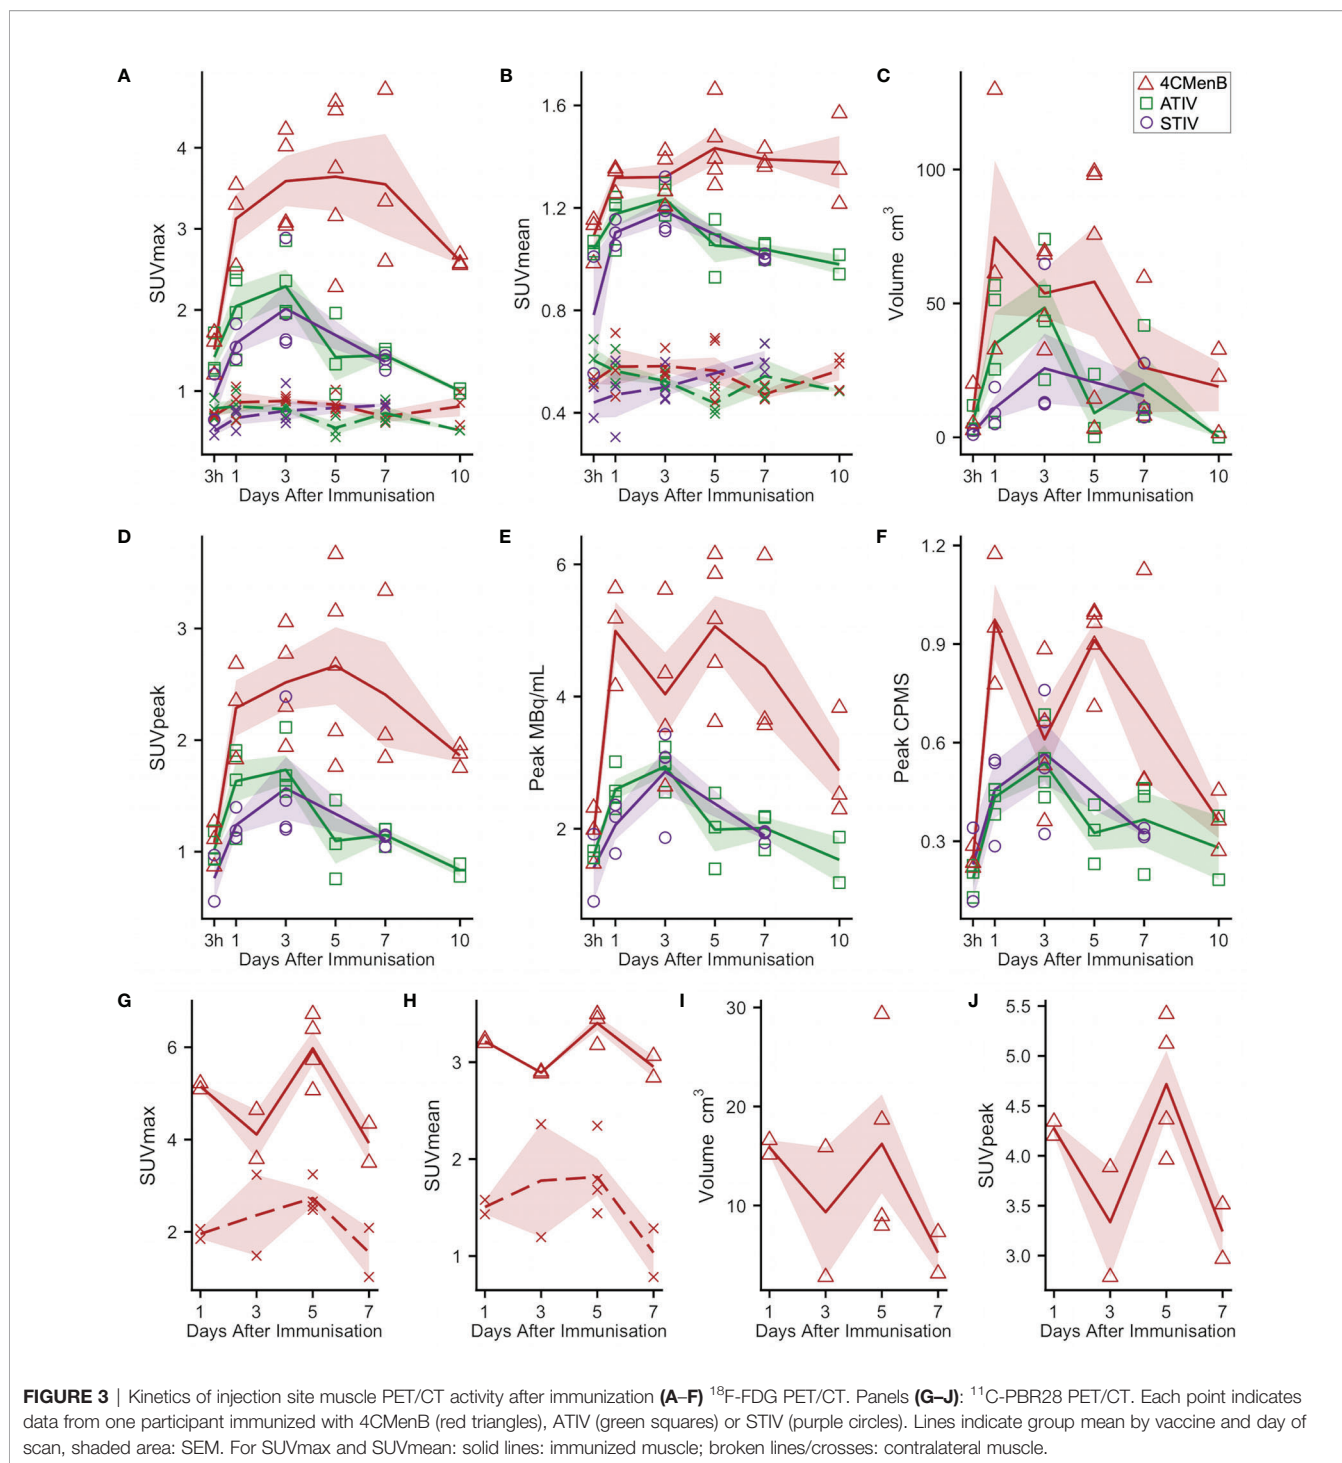 A
SUVmax
4
3
2
1
3h 1 3 5 7 10
Days After Immunisation
B
SUVmean
1.6
1.2
0.8
0.4
3h 1 3 5 7 10
Days After Immunisation
C
Volume cm³
100
50
0
3h 1 3 5 7 10
Days After Immunisation
4CMenB
ATIV
STIV
D
SUVpeak
3
2
1
3h 1 3 5 7 10
Days After Immunisation
E
Peak MBq/mL
6
4
2
3h 1 3 5 7 10
Days After Immunisation
F
Peak CPMS
1.2
0.9
0.6
0.3
3h 1 3 5 7 10
Days After Immunisation
G
SUVmax
6
4
2
1 3 5 7
Days After Immunisation
H
SUVmean
3
2
1
1 3 5 7
Days After Immunisation
I
Volume cm³
30
20
10
1 3 5 7
Days After Immunisation
J
SUVpeak
5.5
5.0
4.5
4.0
3.5
3.0
1 3 5 7
Days After Immunisation
FIGURE 3 | Kinetics of injection site muscle PET/CT activity after immunization (A–F) ¹⁸F-FDG PET/CT. Panels (G–J): ¹¹C-PBR28 PET/CT. Each point indicates
data from one participant immunized with 4CMenB (red triangles), ATIV (green squares) or STIV (purple circles). Lines indicate group mean by vaccine and day of
scan, shaded area: SEM. For SUVmax and SUVmean: solid lines: immunized muscle; broken lines/crosses: contralateral muscle.